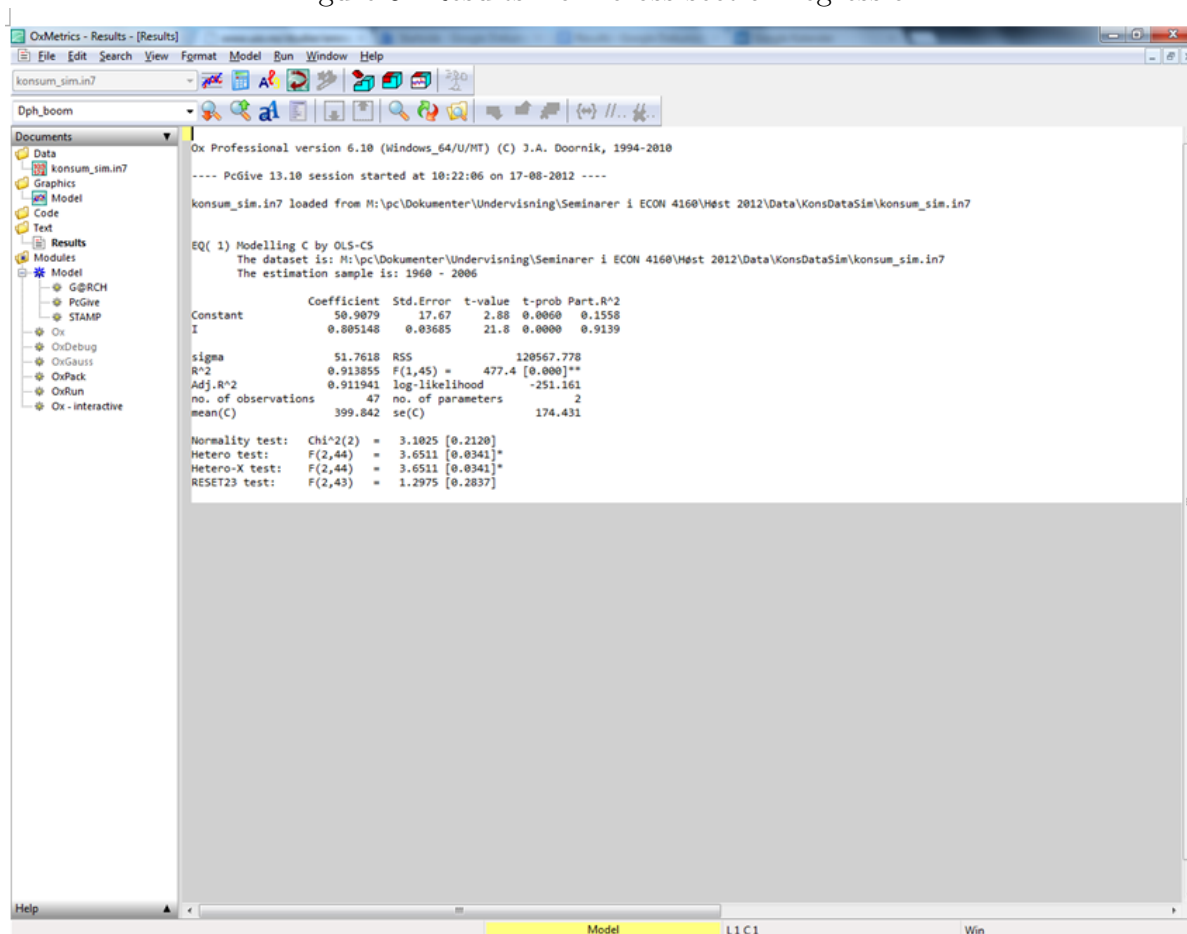 OxMetrics - Results - [Results]
File Edit Search View Format Model Run Window Help
konsum_sim.in7
Dph_boom
Documents
Data
konsum_sim.in7
Graphics
Model
Code
Text
Results
Modules
Model
G@RCH
PcGive
STAMP
Ox
OxDebug
OxGauss
OxPack
OxRun
Ox - interactive
Ox Professional version 6.10 (Windows_64/U/MT) (C) J.A. Doornik, 1994-2010
---- PcGive 13.10 session started at 10:22:06 on 17-08-2012 ----
konsum_sim.in7 loaded from M:\pc\Dokumenter\Undervisning\Seminarer i ECON 4160\Høst 2012\Data\KonsDataSim\konsum_sim.in7
EQ( 1) Modelling C by OLS-CS
The dataset is: M:\pc\Dokumenter\Undervisning\Seminarer i ECON 4160\Høst 2012\Data\KonsDataSim\konsum_sim.in7
The estimation sample is: 1960 - 2006
Coefficient Std.Error t-value t-prob Part.R^2
Constant 50.9079 17.67 2.88 0.0060 0.1558
I 0.805148 0.03685 21.8 0.0000 0.9139
sigma 51.7618 RSS 120567.778
R^2 0.913855 F(1,45) = 477.4 [0.000]**
Adj.R^2 0.911941 log-likelihood -251.161
no. of observations 47 no. of parameters 2
mean(C) 399.842 se(C) 174.431
Normality test: Chi^2(2) = 3.1025 [0.2120]
Hetero test: F(2,44) = 3.6511 [0.0341]*
Hetero-X test: F(2,44) = 3.6511 [0.0341]*
RESET23 test: F(2,43) = 1.2975 [0.2837]
Help
Model L1 C1 Win